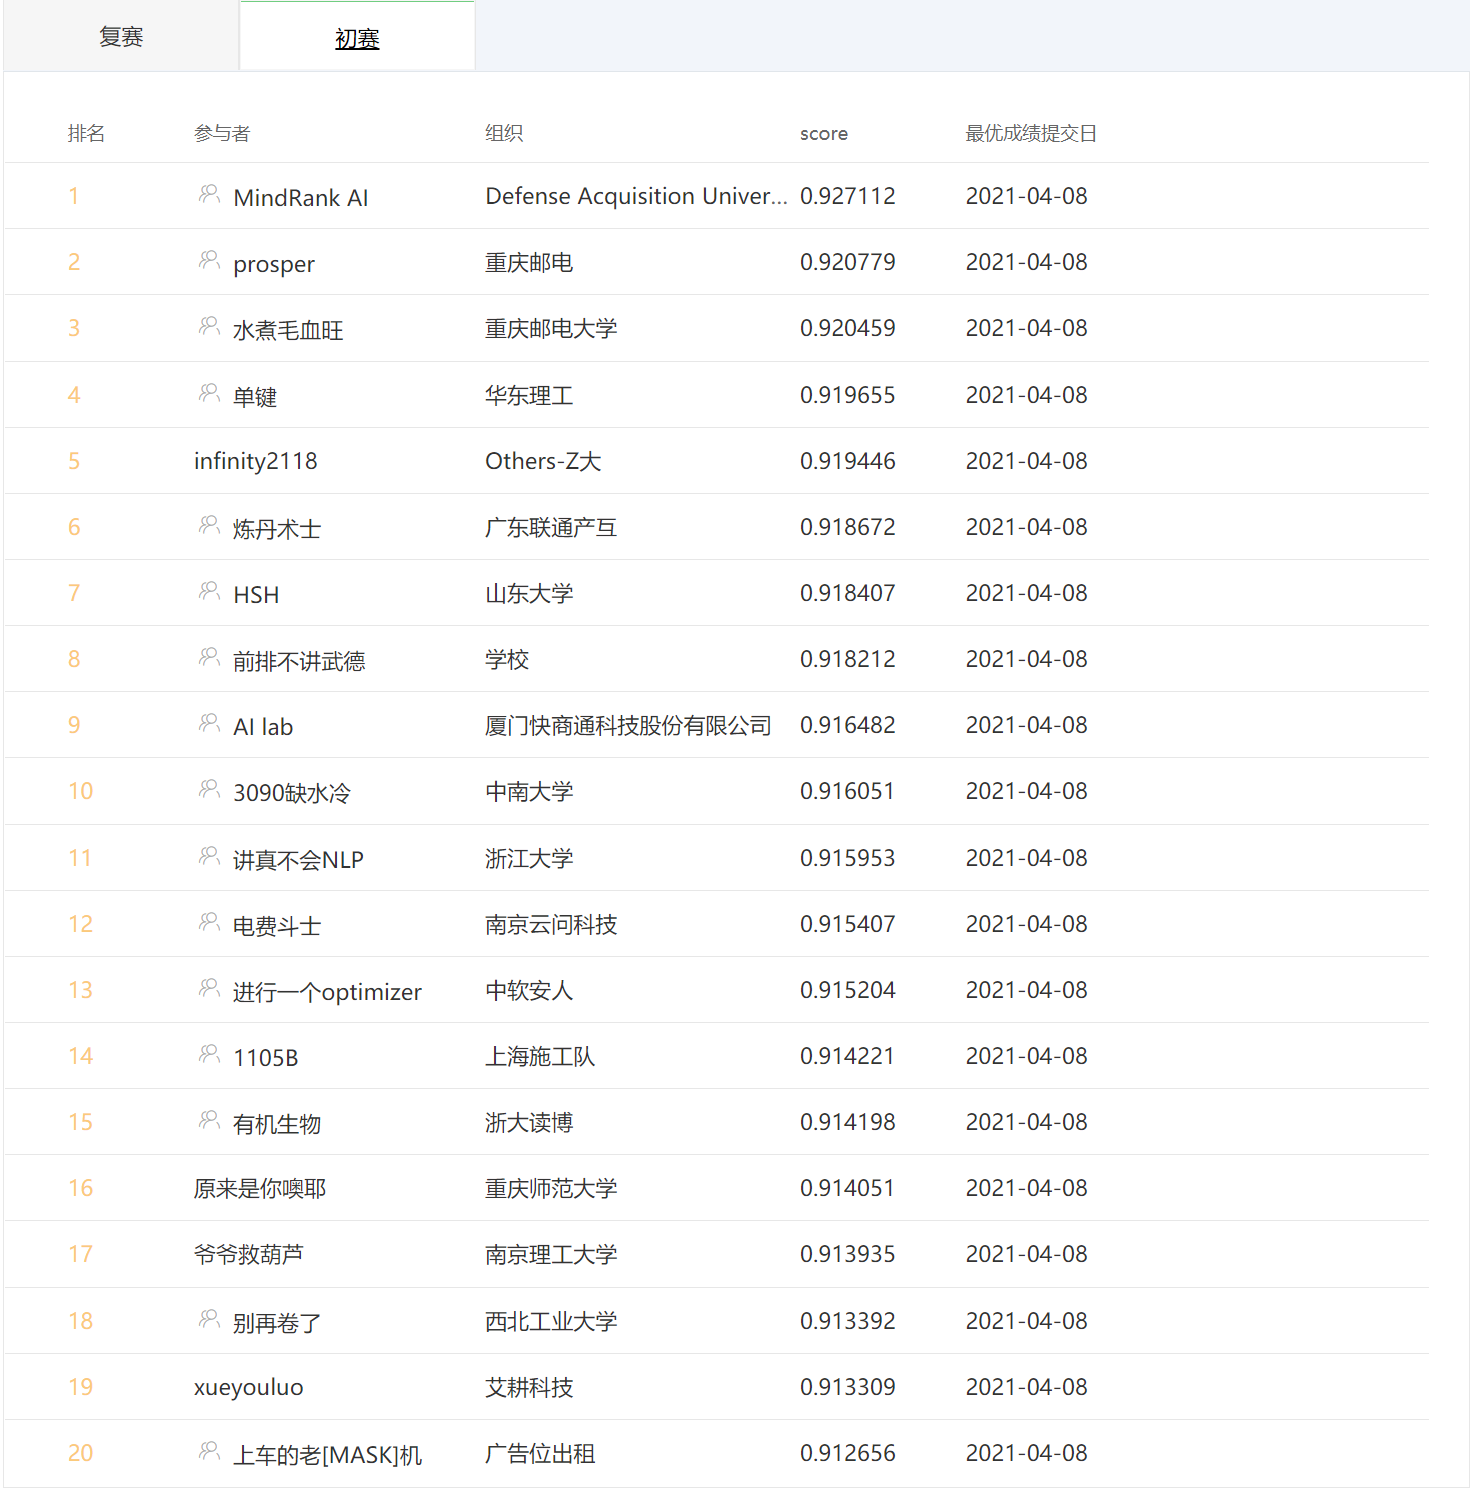 复赛 初赛
排名 参与者 组织 score 最优成绩提交日
1 MindRank AI Defense Acquisition Univer... 0.927112 2021-04-08
2 prosper 重庆邮电 0.920779 2021-04-08
3 水煮毛血旺 重庆邮电大学 0.920459 2021-04-08
4 单键 华东理工 0.919655 2021-04-08
5 infinity2118 Others-Z大 0.919446 2021-04-08
6 炼丹术士 广东联通产互 0.918672 2021-04-08
7 HSH 山东大学 0.918407 2021-04-08
8 前排不讲武德 学校 0.918212 2021-04-08
9 AI lab 厦门快商通科技股份有限公司 0.916482 2021-04-08
10 3090缺水冷 中南大学 0.916051 2021-04-08
11 讲真不会NLP 浙江大学 0.915953 2021-04-08
12 电费斗士 南京云问科技 0.915407 2021-04-08
13 进行一个optimizer 中软安人 0.915204 2021-04-08
14 1105B 上海施工队 0.914221 2021-04-08
15 有机生物 浙大读博 0.914198 2021-04-08
16 原来是你噢耶 重庆师范大学 0.914051 2021-04-08
17 爷爷救葫芦 南京理工大学 0.913935 2021-04-08
18 别再卷了 西北工业大学 0.913392 2021-04-08
19 xueyouluo 艾耕科技 0.913309 2021-04-08
20 上车的老[MASK]机 广告位出租 0.912656 2021-04-08